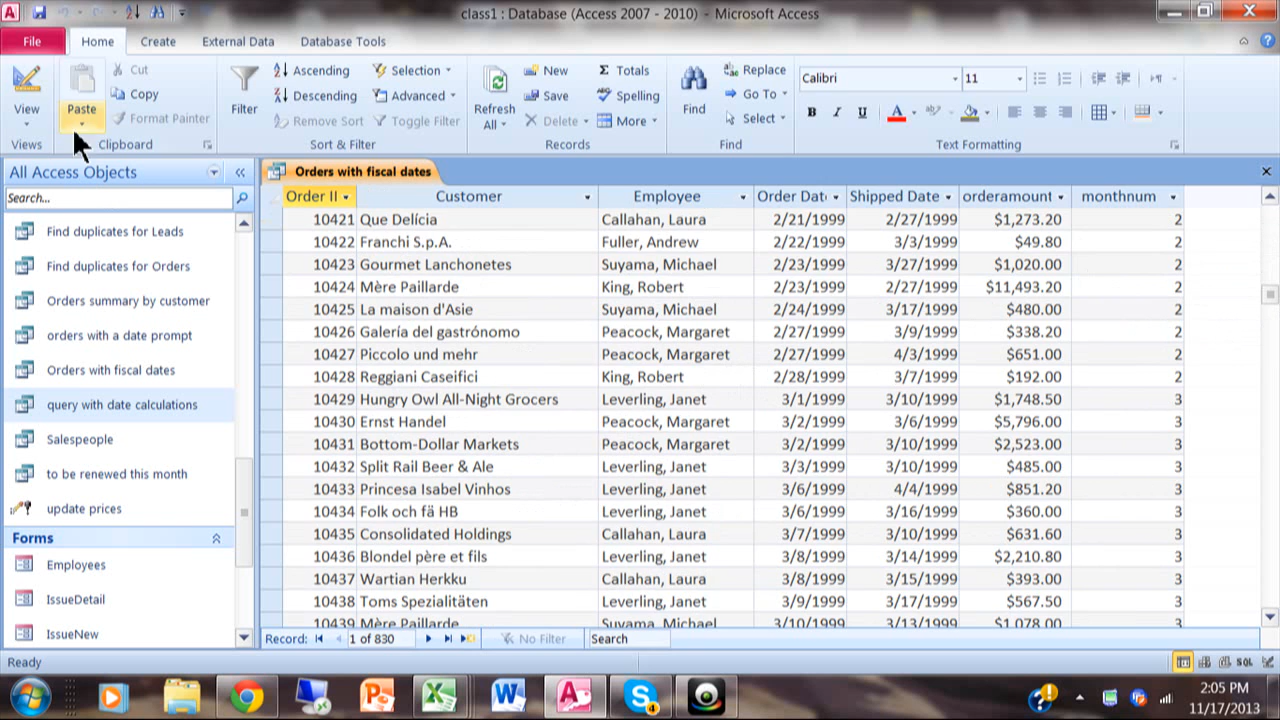 class1 : Database (Access 2007 - 2010) - Microsoft Access
File Home Create External Data Database Tools
View Paste Cut Copy Format Painter Filter Ascending Descending Remove Sort Selection Advanced Toggle Filter Refresh All New Save Delete Totals Spelling More Find Replace Go To Select Calibri 11 B I U A
Views Clipboard Sort & Filter Records Find Text Formatting
All Access Objects
Search...
Find duplicates for Leads
Find duplicates for Orders
Orders summary by customer
orders with a date prompt
Orders with fiscal dates
query with date calculations
Salespeople
to be renewed this month
update prices
Forms
Employees
IssueDetail
IssueNew
Orders with fiscal dates
Order II Customer Employee Order Dat Shipped Date orderamount monthnum
10421 Que Delícia Callahan, Laura 2/21/1999 2/27/1999 $1,273.20 2
10422 Franchi S.p.A. Fuller, Andrew 2/22/1999 3/3/1999 $49.80 2
10423 Gourmet Lanchonetes Suyama, Michael 2/23/1999 3/27/1999 $1,020.00 2
10424 Mère Paillarde King, Robert 2/23/1999 2/27/1999 $11,493.20 2
10425 La maison d'Asie Suyama, Michael 2/24/1999 3/17/1999 $480.00 2
10426 Galería del gastrónomo Peacock, Margaret 2/27/1999 3/9/1999 $338.20 2
10427 Piccolo und mehr Peacock, Margaret 2/27/1999 4/3/1999 $651.00 2
10428 Reggiani Caseifici King, Robert 2/28/1999 3/7/1999 $192.00 2
10429 Hungry Owl All-Night Grocers Leverling, Janet 3/1/1999 3/10/1999 $1,748.50 3
10430 Ernst Handel Peacock, Margaret 3/2/1999 3/6/1999 $5,796.00 3
10431 Bottom-Dollar Markets Peacock, Margaret 3/2/1999 3/10/1999 $2,523.00 3
10432 Split Rail Beer & Ale Leverling, Janet 3/3/1999 3/10/1999 $485.00 3
10433 Princesa Isabel Vinhos Leverling, Janet 3/6/1999 4/4/1999 $851.20 3
10434 Folk och fä HB Leverling, Janet 3/6/1999 3/16/1999 $360.00 3
10435 Consolidated Holdings Callahan, Laura 3/7/1999 3/10/1999 $631.60 3
10436 Blondel père et fils Leverling, Janet 3/8/1999 3/14/1999 $2,210.80 3
10437 Wartian Herkku Callahan, Laura 3/8/1999 3/15/1999 $393.00 3
10438 Toms Spezialitäten Leverling, Janet 3/9/1999 3/17/1999 $567.50 3
10439 Mère Paillarde Suyama, Michael 3/10/1999 3/13/1999 $1,078.00 3
Record: 1 of 830 No Filter Search
Ready SQL
2:05 PM
11/17/2013